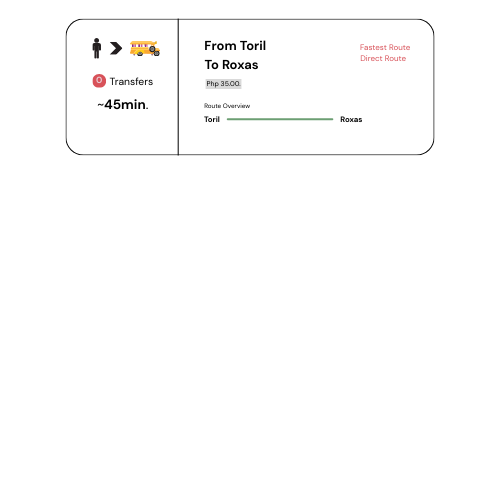 0 Transfers
~45min.
From Toril
To Roxas
Php 35.00.
Fastest Route
Direct Route
Route Overview
Toril
Roxas